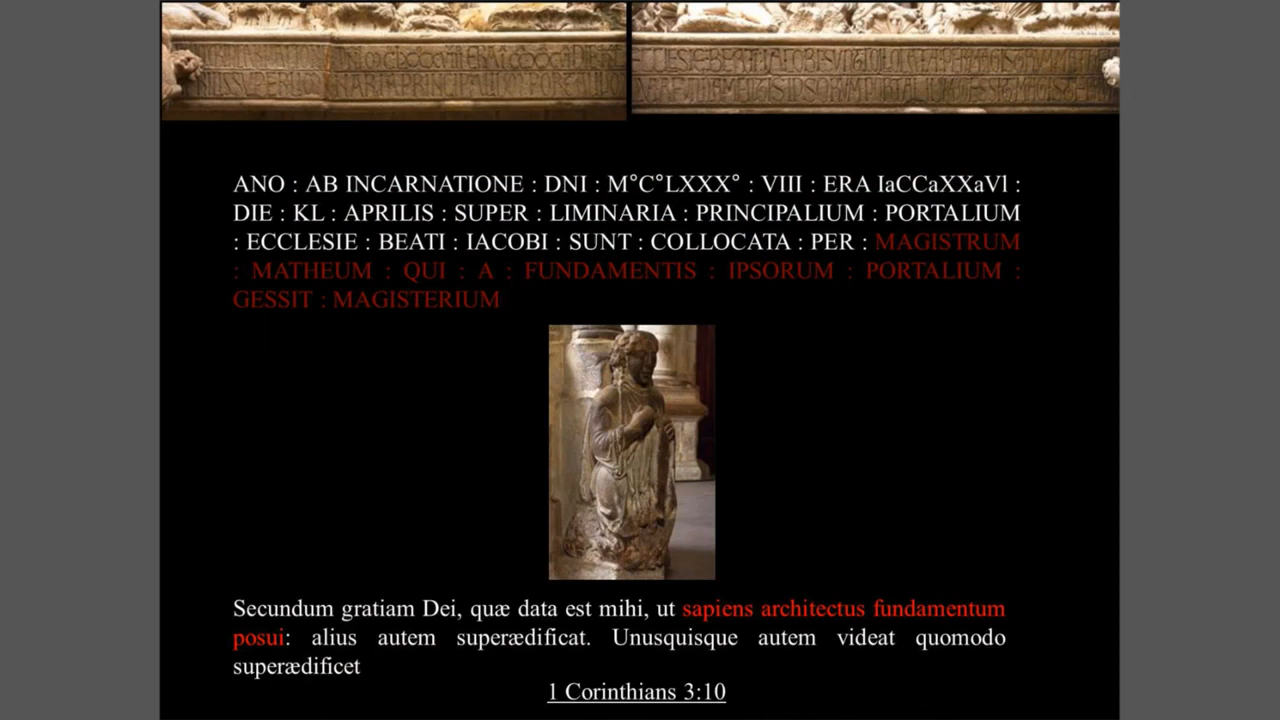 ANO : AB INCARNATIONE : DNI : M°C°LXXX° : VIII : ERA IaCCaXXaVl :
DIE : KL : APRILIS : SUPER : LIMINARIA : PRINCIPALIUM : PORTALIUM
: ECCLESIE : BEATI : IACOBI : SUNT : COLLOCATA : PER : MAGISTRUM
: MATHEUM : QUI : A : FUNDAMENTIS : IPSORUM : PORTALIUM :
GESSIT : MAGISTERIUM
Secundum gratiam Dei, quæ data est mihi, ut sapiens architectus fundamentum
posui: alius autem superædificat. Unusquisque autem videat quomodo
superædificet
1 Corinthians 3:10